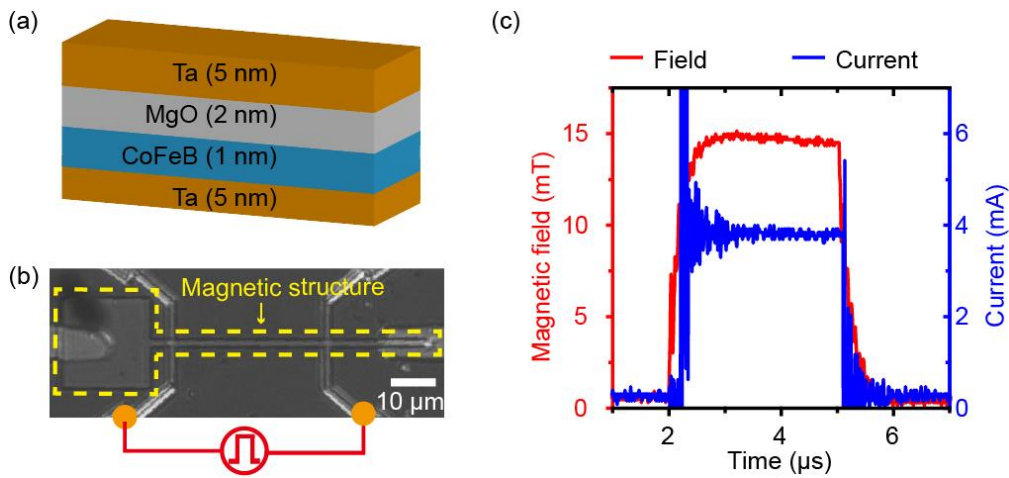 (a)
Ta (5 nm)
MgO (2 nm)
CoFeB (1 nm)
Ta (5 nm)
(b)
Magnetic structure
10 μm
(c)
Field
Current
15
10
5
0
Magnetic field (mT)
6
4
2
0
Current (mA)
2
4
6
Time (μs)